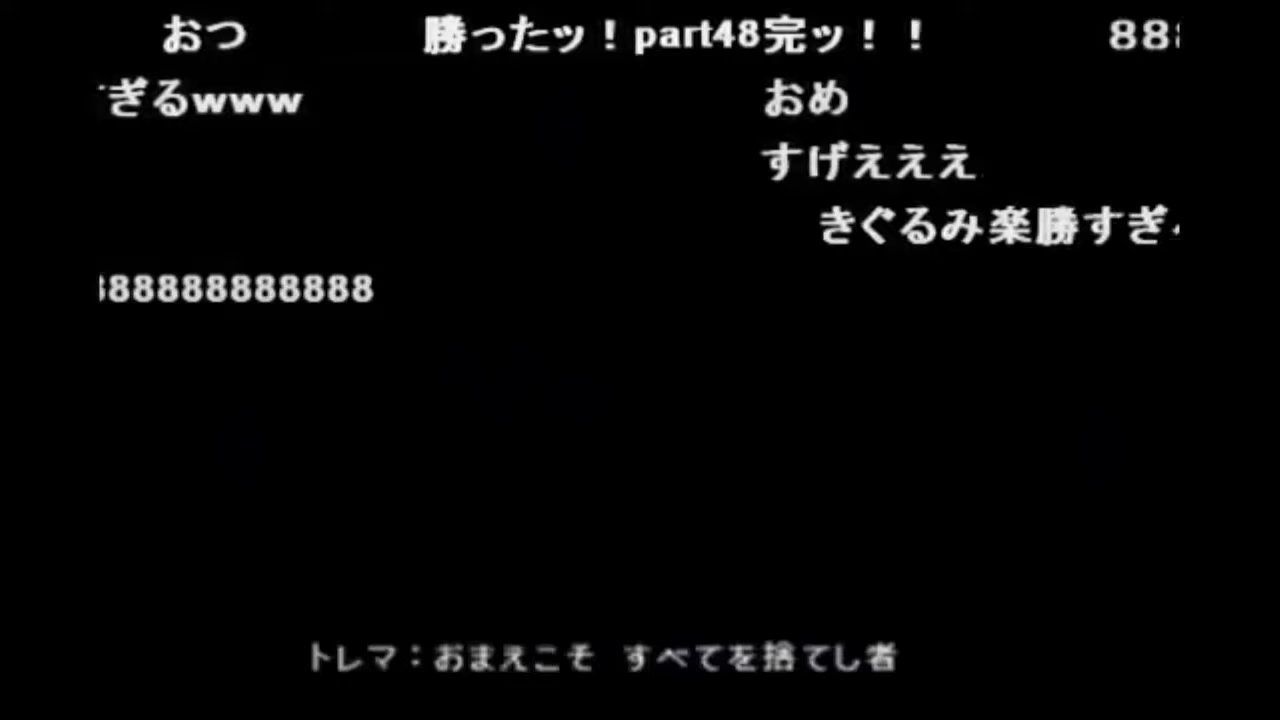 おつ 勝ったッ！part48完ッ！！ 888
ぎるwww おめ
すげえええ
きぐるみ楽勝すぎ
888888888888
トレマ：おまえこそ すべてを捨てし者